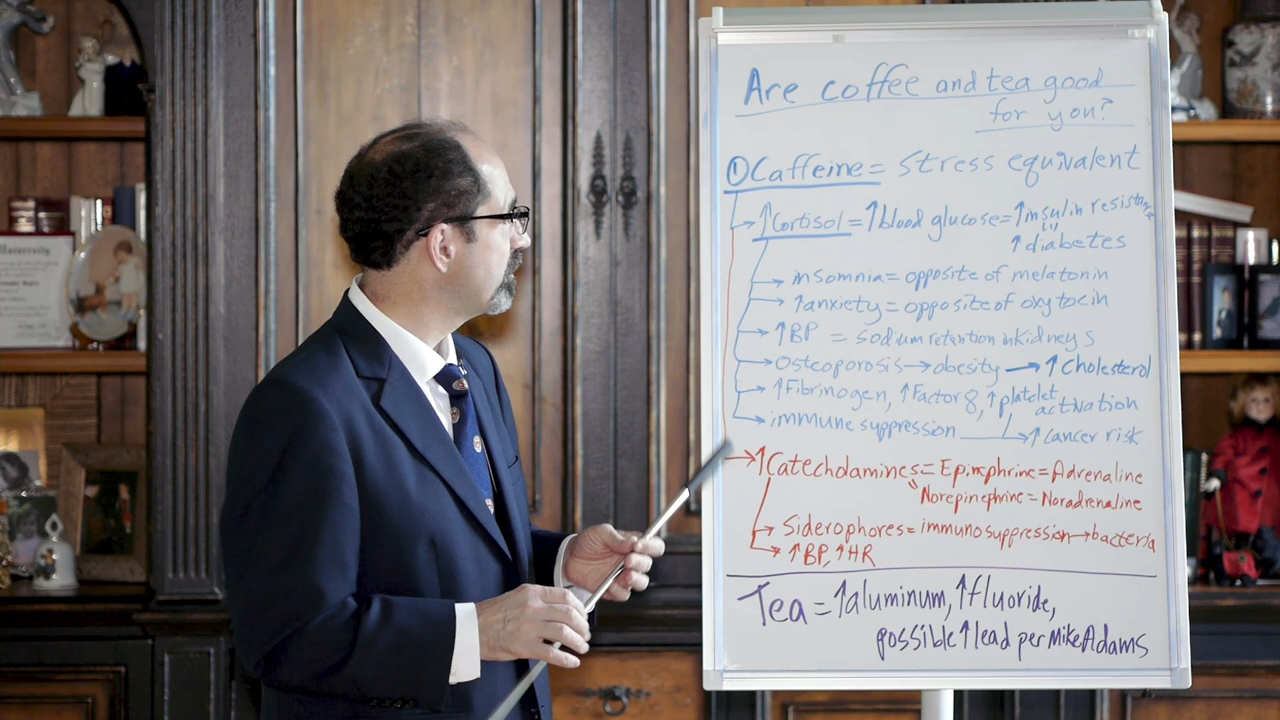 Are coffee and tea good
for you?
①Caffeine = Stress equivalent
↑Cortisol = ↑blood glucose = ↑insulin resistance
↑diabetes
insomnia = opposite of melatonin
↑anxiety = opposite of oxytocin
↑BP = sodium retention in kidneys
Osteoporosis → obesity → ↑Cholesterol
↑Fibrinogen, ↑Factor 8, ↑platelet
activation
immune suppression → ↑Cancer risk
↑Catecholamines = Epinephrine = Adrenaline
Norepinephrine = Noradrenaline
Siderophores = immunosuppression → bacteria
↑BP, ↑HR
Tea = ↑aluminum, ↑fluoride,
possible ↑lead per Mike Adams
University